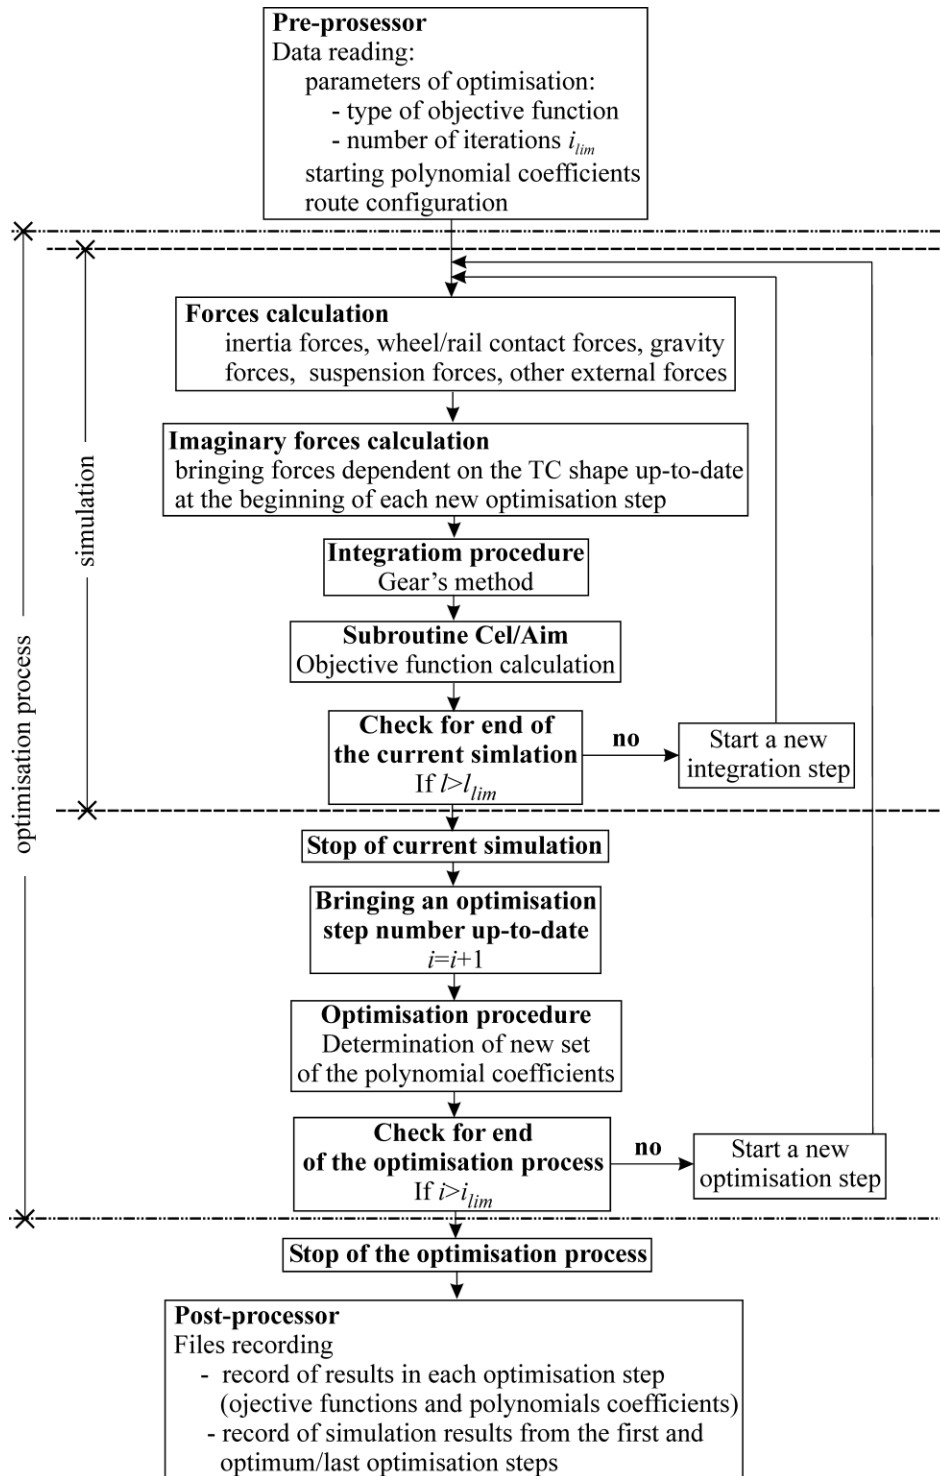 Pre-prosessor
Data reading:
parameters of optimisation:
- type of objective function
- number of iterations i_lim
starting polynomial coefficients
route configuration
Forces calculation
inertia forces, wheel/rail contact forces, gravity
forces, suspension forces, other external forces
Imaginary forces calculation
bringing forces dependent on the TC shape up-to-date
at the beginning of each new optimisation step
Integratiom procedure
Gear's method
Subroutine Cel/Aim
Objective function calculation
Check for end of
the current simlation
If l>l_lim
no
Start a new
integration step
simulation
Stop of current simulation
Bringing an optimisation
step number up-to-date
i=i+1
Optimisation procedure
Determination of new set
of the polynomial coefficients
Check for end
of the optimisation process
If i>i_lim
no
Start a new
optimisation step
optimisation process
Stop of the optimisation process
Post-processor
Files recording
- record of results in each optimisation step
(ojective functions and polynomials coefficients)
- record of simulation results from the first and
optimum/last optimisation steps